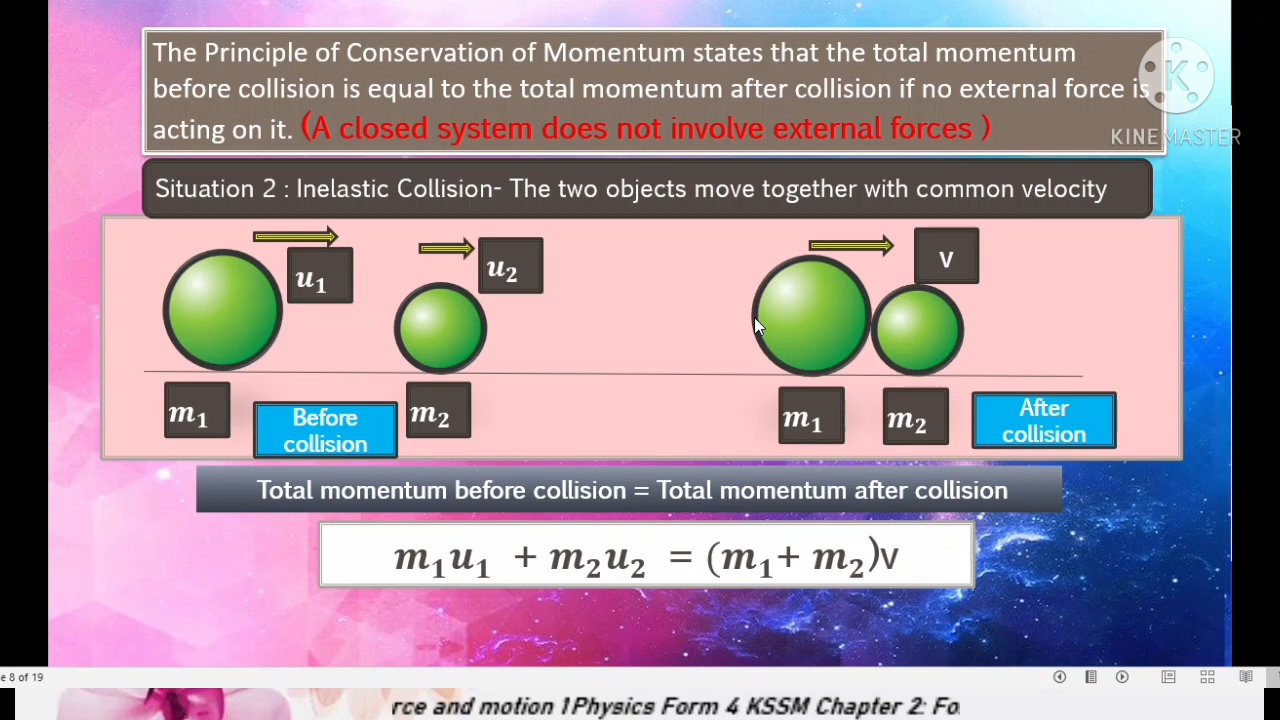 The Principle of Conservation of Momentum states that the total momentum
before collision is equal to the total momentum after collision if no external force is
acting on it. (A closed system does not involve external forces )
K
KINEMASTER
Situation 2 : Inelastic Collision- The two objects move together with common velocity
u₁
u₂
v
m₁
Before
collision
m₂
m₁
m₂
After
collision
Total momentum before collision = Total momentum after collision
m₁u₁ + m₂u₂ = (m₁+ m₂)v
e 8 of 19
rce and motion 1Physics Form 4 KSSM Chapter 2: Fo